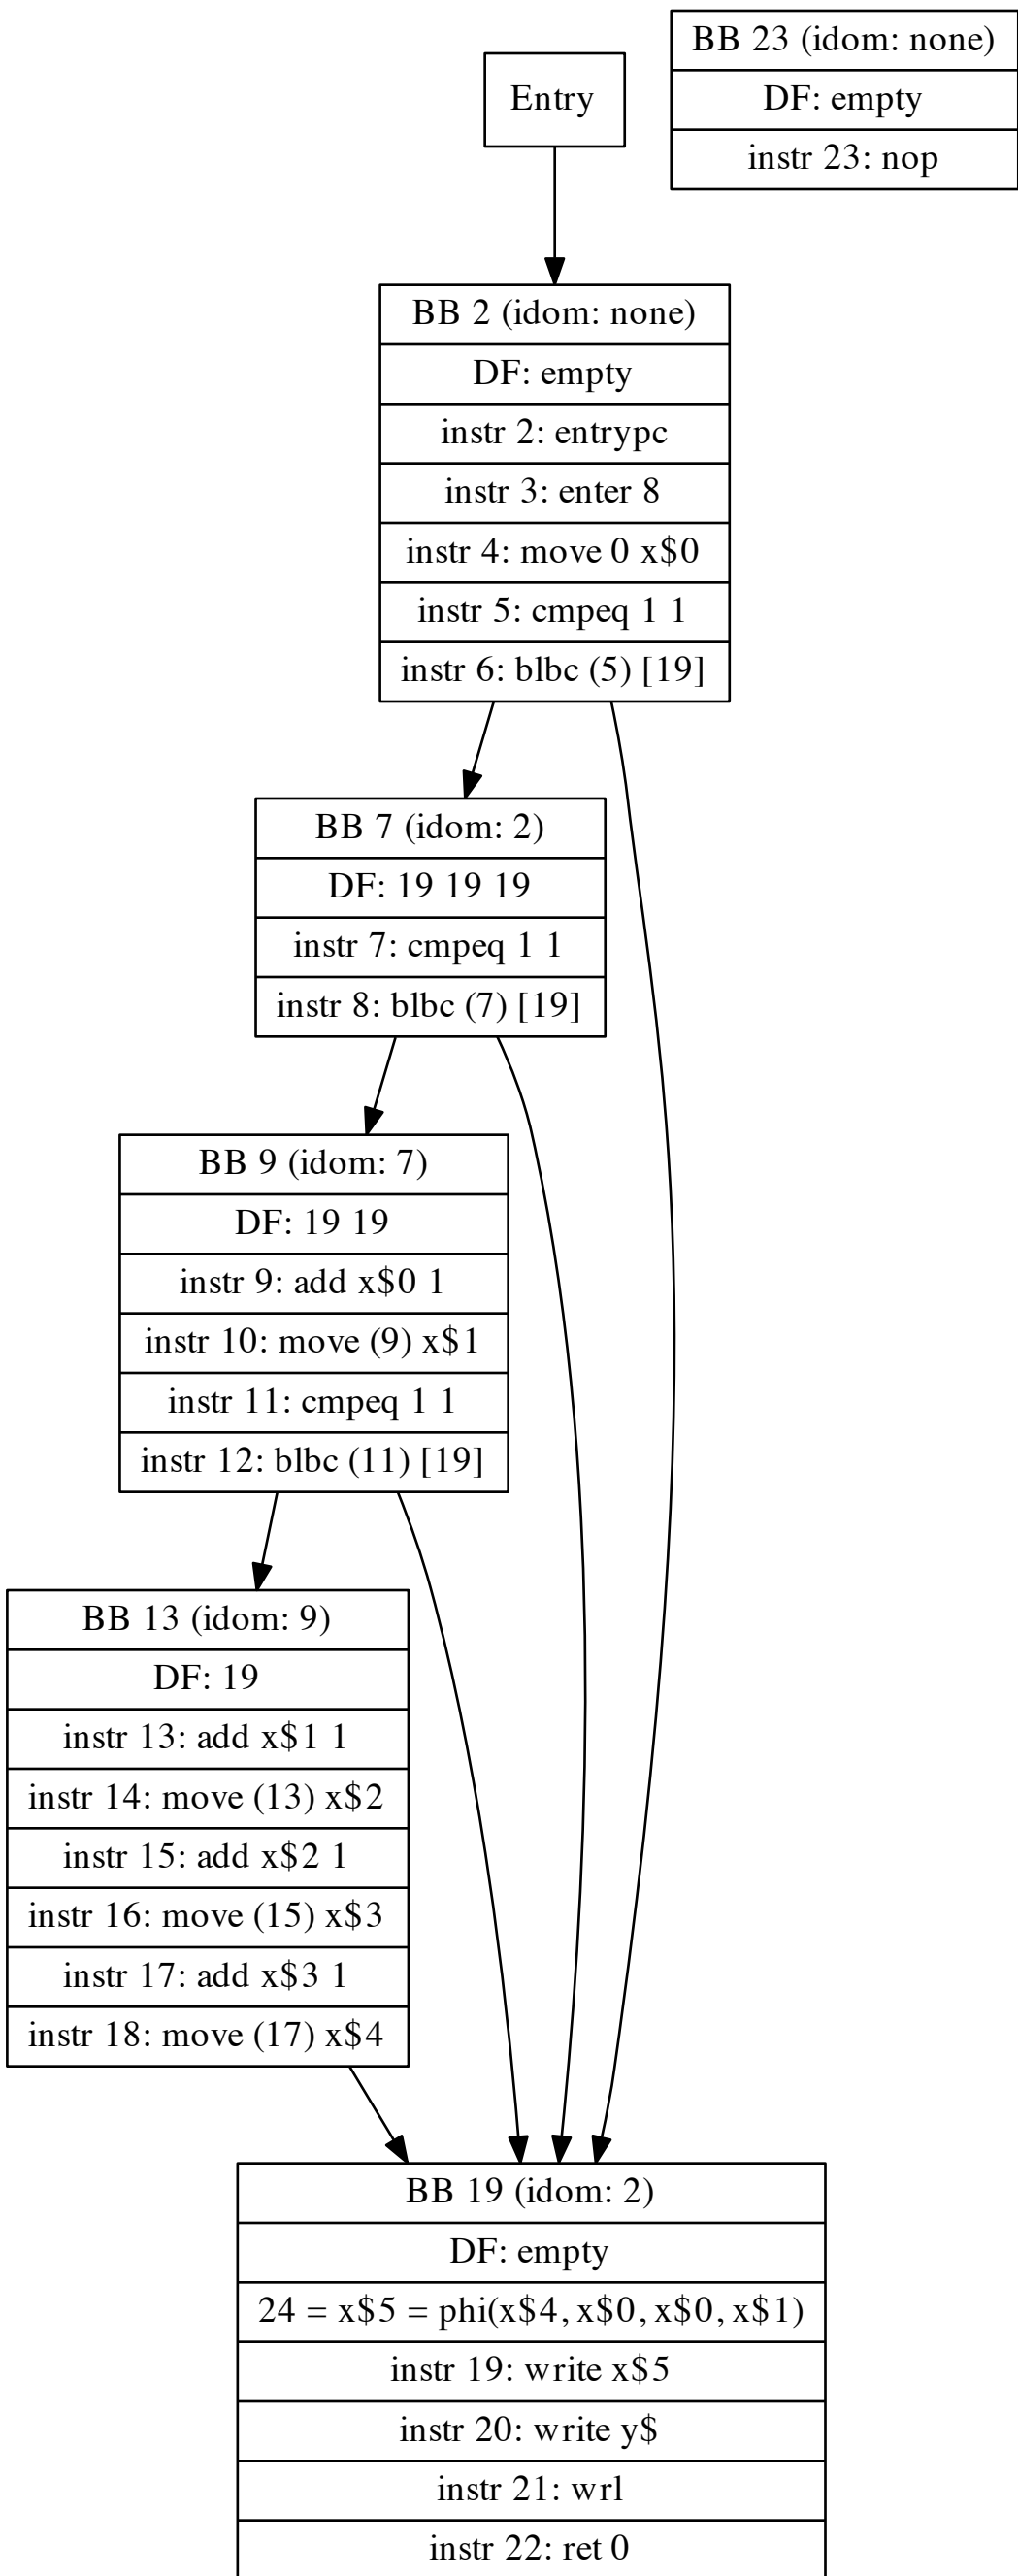 BB 23 (idom: none)
DF: empty
instr 23: nop
Entry
BB 2 (idom: none)
DF: empty
instr 2: entrypc
instr 3: enter 8
instr 4: move 0 x$0
instr 5: cmpeq 1 1
instr 6: blbc (5) [19]
BB 7 (idom: 2)
DF: 19 19 19
instr 7: cmpeq 1 1
instr 8: blbc (7) [19]
BB 9 (idom: 7)
DF: 19 19
instr 9: add x$0 1
instr 10: move (9) x$1
instr 11: cmpeq 1 1
instr 12: blbc (11) [19]
BB 13 (idom: 9)
DF: 19
instr 13: add x$1 1
instr 14: move (13) x$2
instr 15: add x$2 1
instr 16: move (15) x$3
instr 17: add x$3 1
instr 18: move (17) x$4
BB 19 (idom: 2)
DF: empty
24 = x$5 = phi(x$4, x$0, x$0, x$1)
instr 19: write x$5
instr 20: write y$
instr 21: wrl
instr 22: ret 0